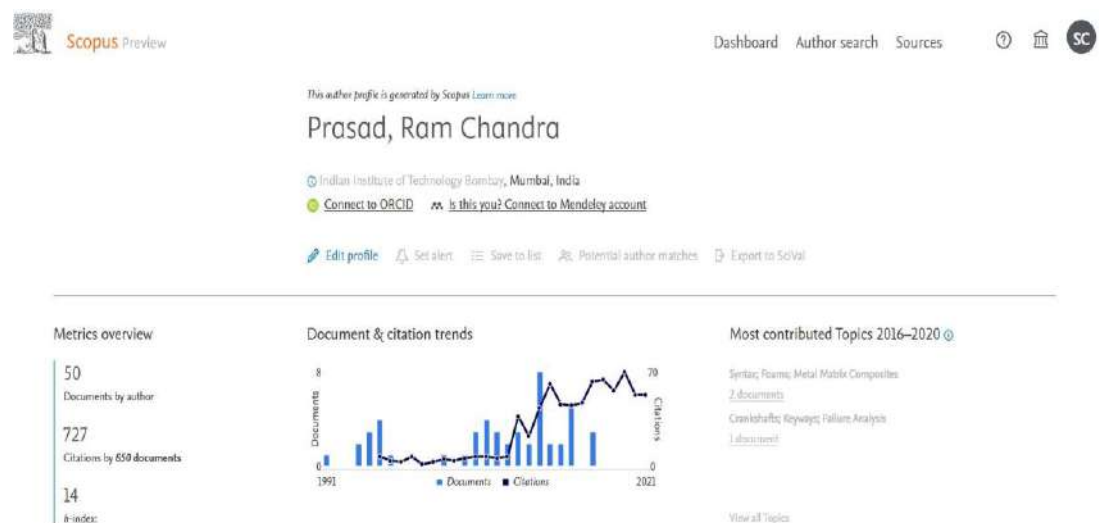 Scopus Preview
Dashboard Author search Sources
SC
This author profile is generated by Scopus Learn more
Prasad, Ram Chandra
Indian Institute of Technology Bombay, Mumbai, India
Connect to ORCID Is this you? Connect to Mendeley account
Edit profile Set alert Save to list Potential author matches Export to SciVal
Metrics overview
50
Documents by author
727
Citations by 650 documents
14
h-index:
Document & citation trends
8
70
Documents
Citations
0
0
1991
2021
Documents Citations
Most contributed Topics 2016–2020
Syntax; Foams; Metal Matrix Composites
2 documents
Crankshafts; Keyways; Failure Analysis
1 document
View all Topics